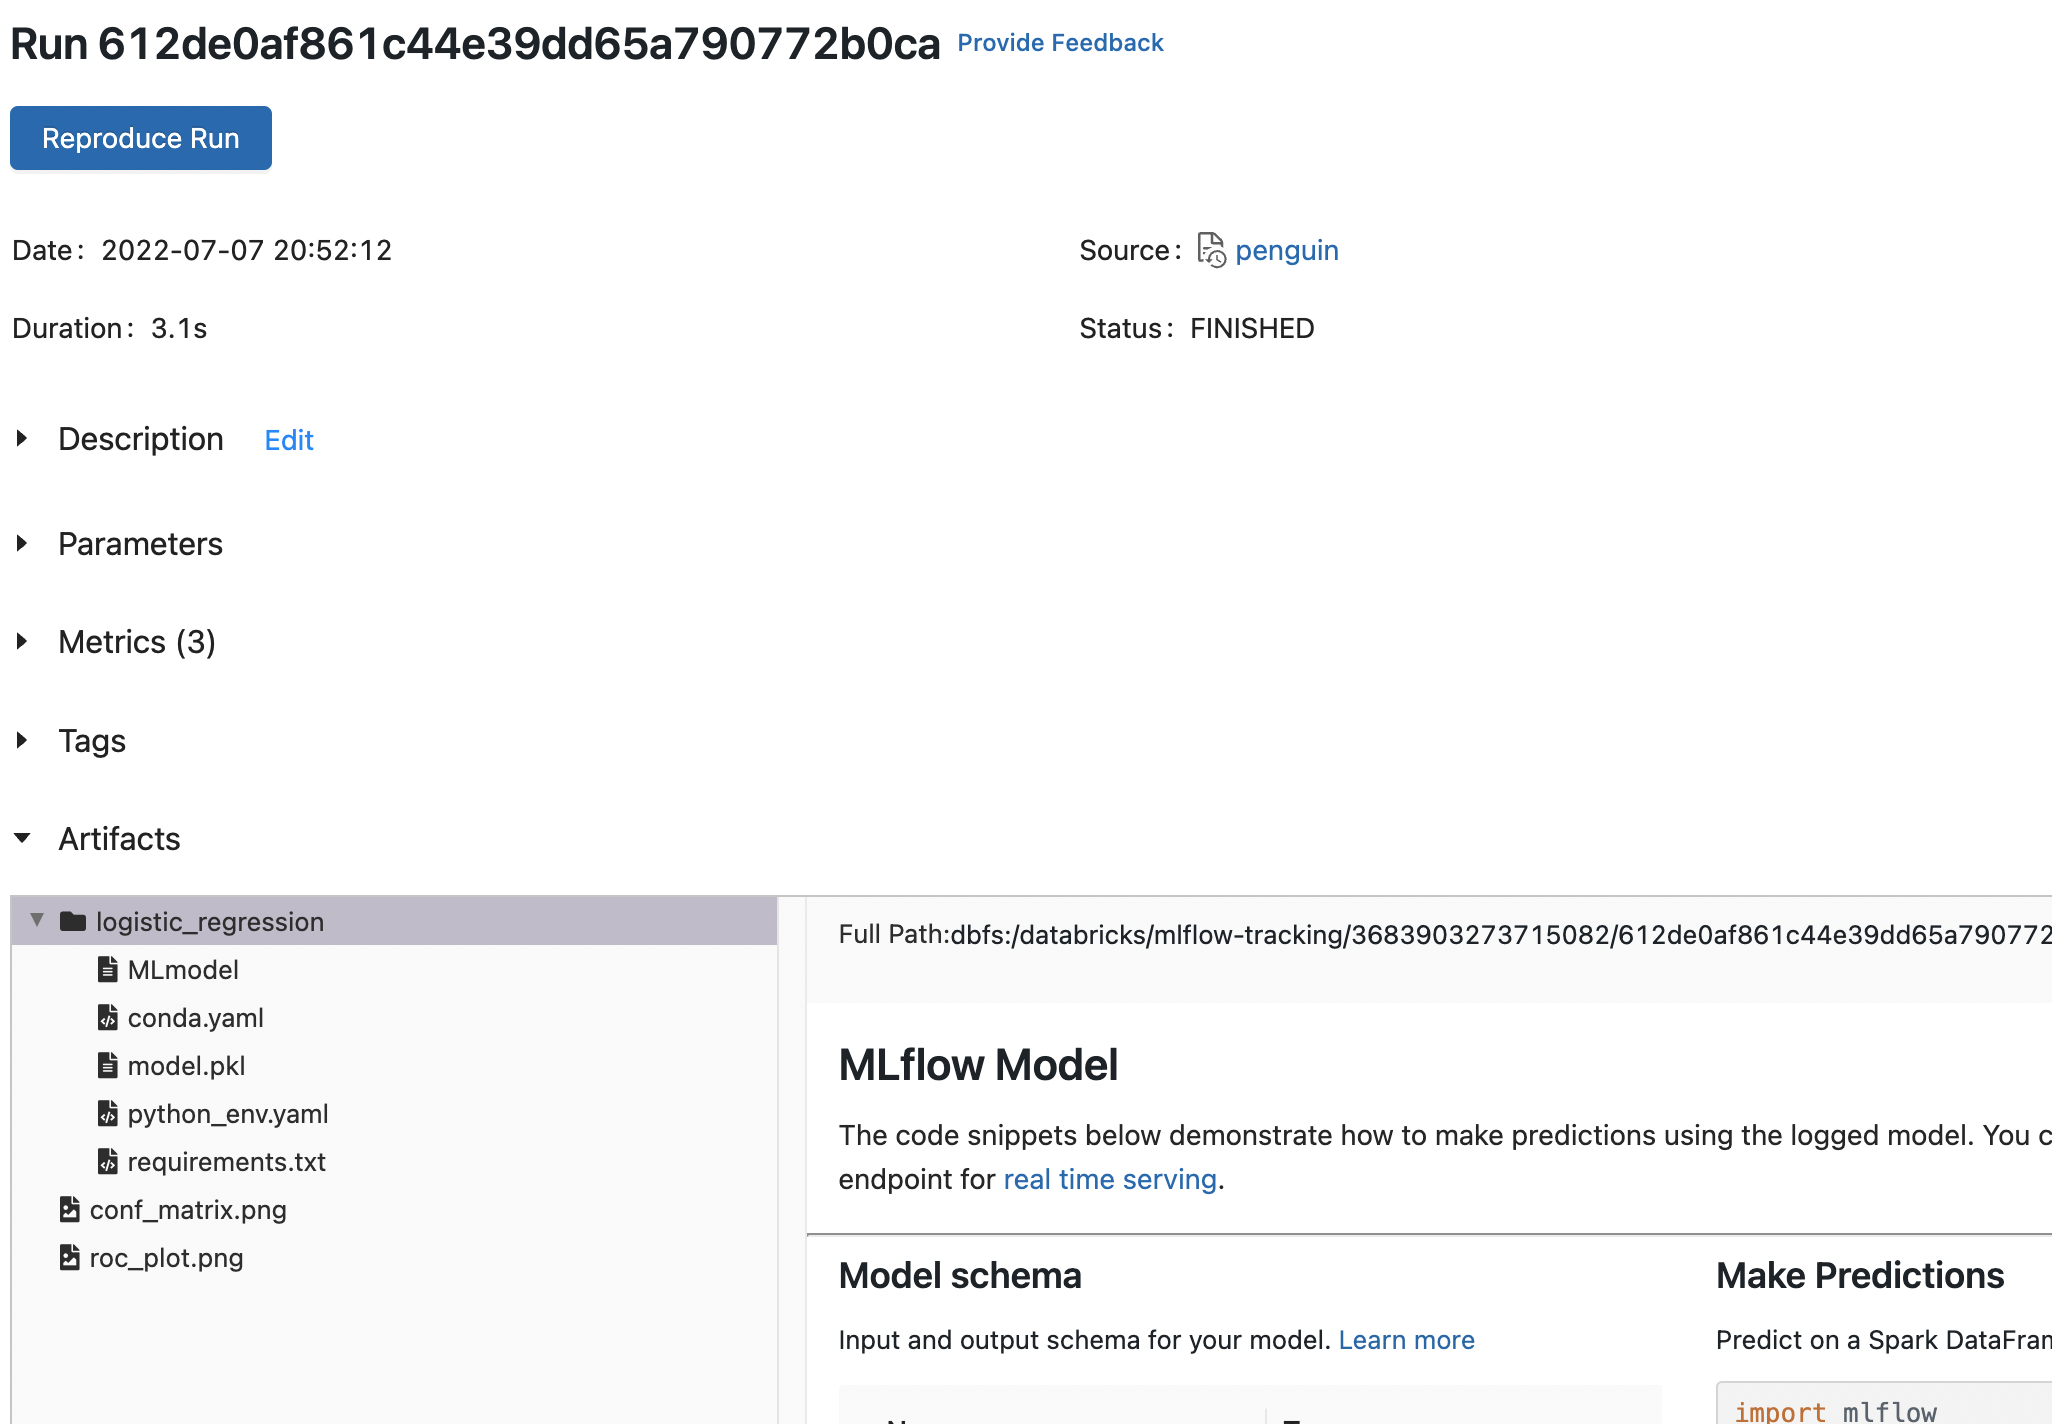 Run 612de0af861c44e39dd65a790772b0ca Provide Feedback
Reproduce Run
Date: 2022-07-07 20:52:12
Source: penguin
Duration: 3.1s
Status: FINISHED
Description Edit
Parameters
Metrics (3)
Tags
Artifacts
logistic_regression
MLmodel
conda.yaml
model.pkl
python_env.yaml
requirements.txt
conf_matrix.png
roc_plot.png
Full Path:dbfs:/databricks/mlflow-tracking/3683903273715082/612de0af861c44e39dd65a790772
MLflow Model
The code snippets below demonstrate how to make predictions using the logged model. You c
endpoint for real time serving.
Model schema
Input and output schema for your model. Learn more
Make Predictions
Predict on a Spark DataFra
import mlflow